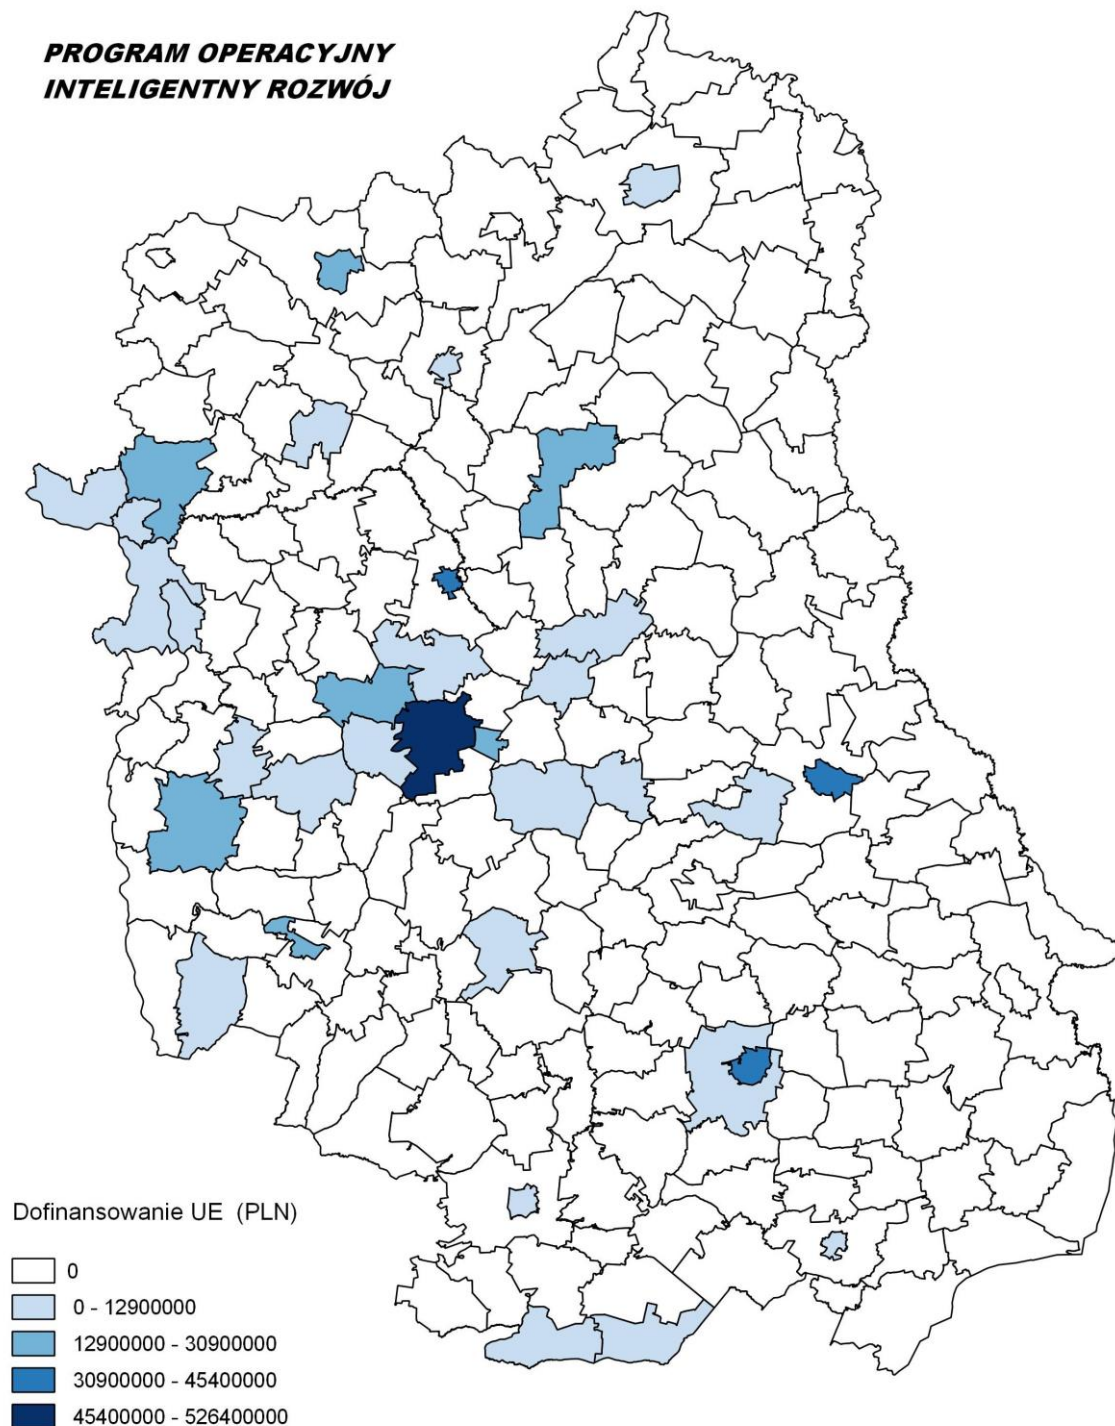 PROGRAM OPERACYJNY
INTELIGENTNY ROZWÓJ
Dofinansowanie UE (PLN)
0
0 - 12900000
12900000 - 30900000
30900000 - 45400000
45400000 - 526400000